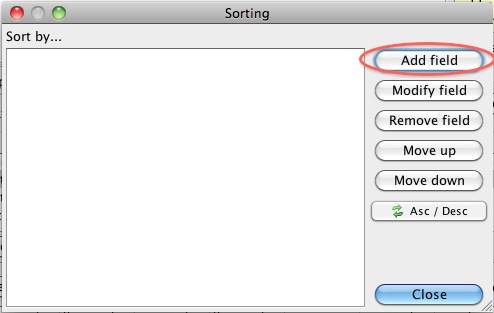 Sorting
Sort by...
Add field
Modify field
Remove field
Move up
Move down
Asc / Desc
Close